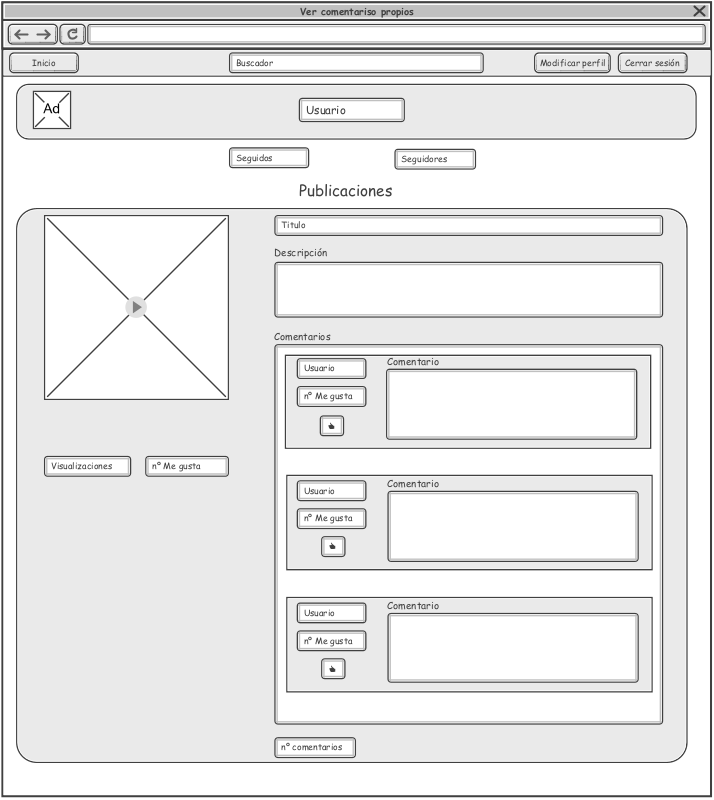 Ver comentariso propios
Inicio
Buscador
Modificar perfil
Cerrar sesión
Ad
Usuario
Seguidos
Seguidores
Publicaciones
Titulo
Descripción
Comentarios
Usuario
Comentario
nº Me gusta
Visualizaciones
nº Me gusta
Usuario
Comentario
nº Me gusta
Usuario
Comentario
nº Me gusta
nº comentarios